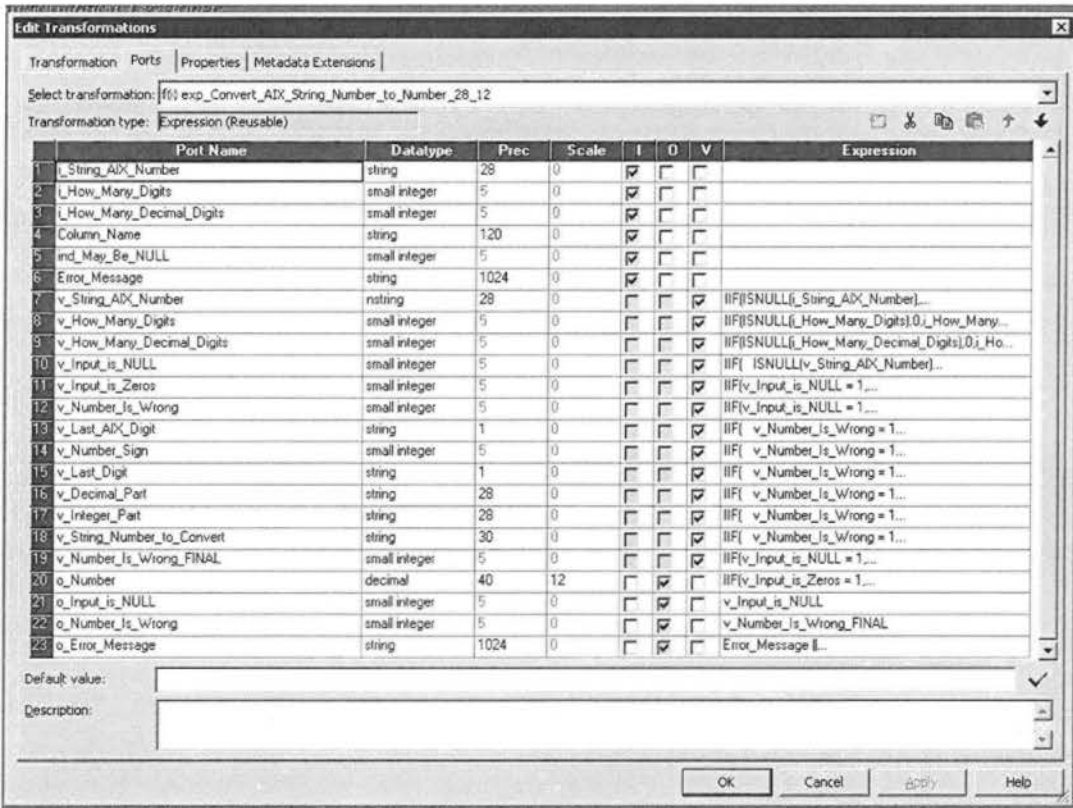 Edit Transformations
Transformation Ports Properties Metadata Extensions
Select transformation: f(x) exp_Convert_AIX_String_Number_to_Number_28_12
Transformation type: Expression (Reusable)
Port Name Datatype Prec Scale I O V Expression
1 i_String_AIX_Number string 28 0
2 i_How_Many_Digits small integer 5 0
3 i_How_Many_Decimal_Digits small integer 5 0
4 Column_Name string 120 0
5 ind_May_Be_NULL small integer 5 0
6 Error_Message string 1024 0
7 v_String_AIX_Number nstring 28 0 IIF(ISNULL(i_String_AIX_Number),...
8 v_How_Many_Digits small integer 5 0 IIF(ISNULL(i_How_Many_Digits),0,i_How_Many...
9 v_How_Many_Decimal_Digits small integer 5 0 IIF(ISNULL(i_How_Many_Decimal_Digits),0,i_Ho...
10 v_Input_is_NULL small integer 5 0 IIF( ISNULL(v_String_AIX_Number)...
11 v_Input_is_Zeros small integer 5 0 IIF(v_Input_is_NULL = 1,...
12 v_Number_Is_Wrong small integer 5 0 IIF(v_Input_is_NULL = 1,...
13 v_Last_AIX_Digit string 1 0 IIF( v_Number_Is_Wrong = 1...
14 v_Number_Sign small integer 5 0 IIF( v_Number_Is_Wrong = 1...
15 v_Last_Digit string 1 0 IIF( v_Number_Is_Wrong = 1...
16 v_Decimal_Part string 28 0 IIF( v_Number_Is_Wrong = 1...
17 v_Integer_Part string 28 0 IIF( v_Number_Is_Wrong = 1...
18 v_String_Number_to_Convert string 30 0 IIF( v_Number_Is_Wrong = 1...
19 v_Number_Is_Wrong_FINAL small integer 5 0 IIF(v_Input_is_NULL = 1,...
20 o_Number decimal 40 12 IIF(v_Input_is_Zeros = 1,...
21 o_Input_is_NULL small integer 5 0 v_Input_is_NULL
22 o_Number_Is_Wrong small integer 5 0 v_Number_Is_Wrong_FINAL
23 o_Error_Message string 1024 0 Error_Message ||...
Default value:
Description:
OK Cancel Apply Help